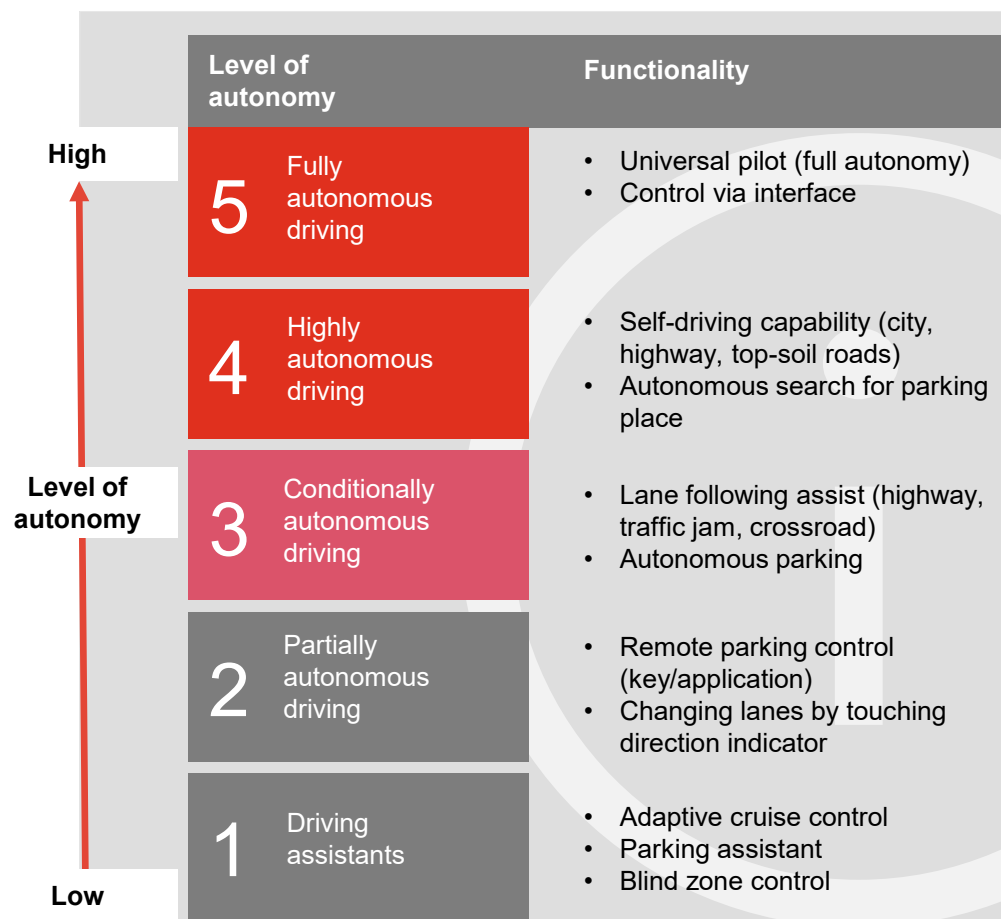 Level of
autonomy
Functionality
High
5
Fully
autonomous
driving
• Universal pilot (full autonomy)
• Control via interface
4
Highly
autonomous
driving
• Self-driving capability (city,
highway, top-soil roads)
• Autonomous search for parking
place
Level of
autonomy
3
Conditionally
autonomous
driving
• Lane following assist (highway,
traffic jam, crossroad)
• Autonomous parking
2
Partially
autonomous
driving
• Remote parking control
(key/application)
• Changing lanes by touching
direction indicator
1
Driving
assistants
• Adaptive cruise control
• Parking assistant
• Blind zone control
Low